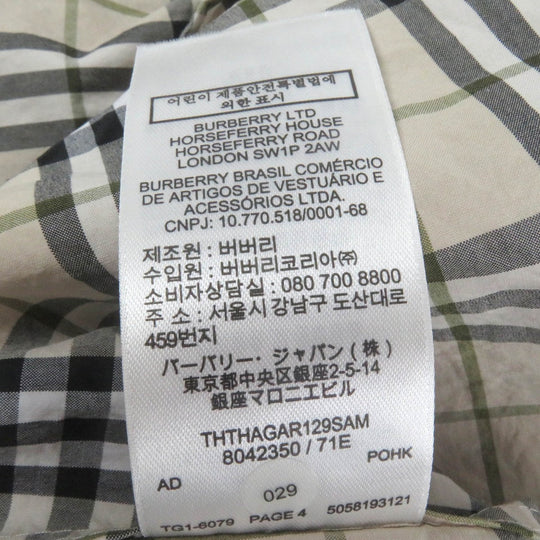 어린이 제품안전특별법에
의한 표시
BURBERRY LTD
HORSEFERRY HOUSE
HORSEFERRY ROAD
LONDON SW1P 2AW
BURBERRY BRASIL COMÉRCIO
DE ARTIGOS DE VESTUÁRIO E
ACESSÓRIOS LTDA.
CNPJ: 10.770.518/0001-68
제조원 : 버버리
수입원 : 버버리코리아㈜
소비자상담실 : 080 700 8800
주 소 : 서울시 강남구 도산대로
459번지
バーバリー・ジャパン(株)
東京都中央区銀座2-5-14
銀座マロニエビル
THTHAGAR129SAM
8042350 / 71E
POHK
AD
029
TG1-6079 PAGE 4 5058193121